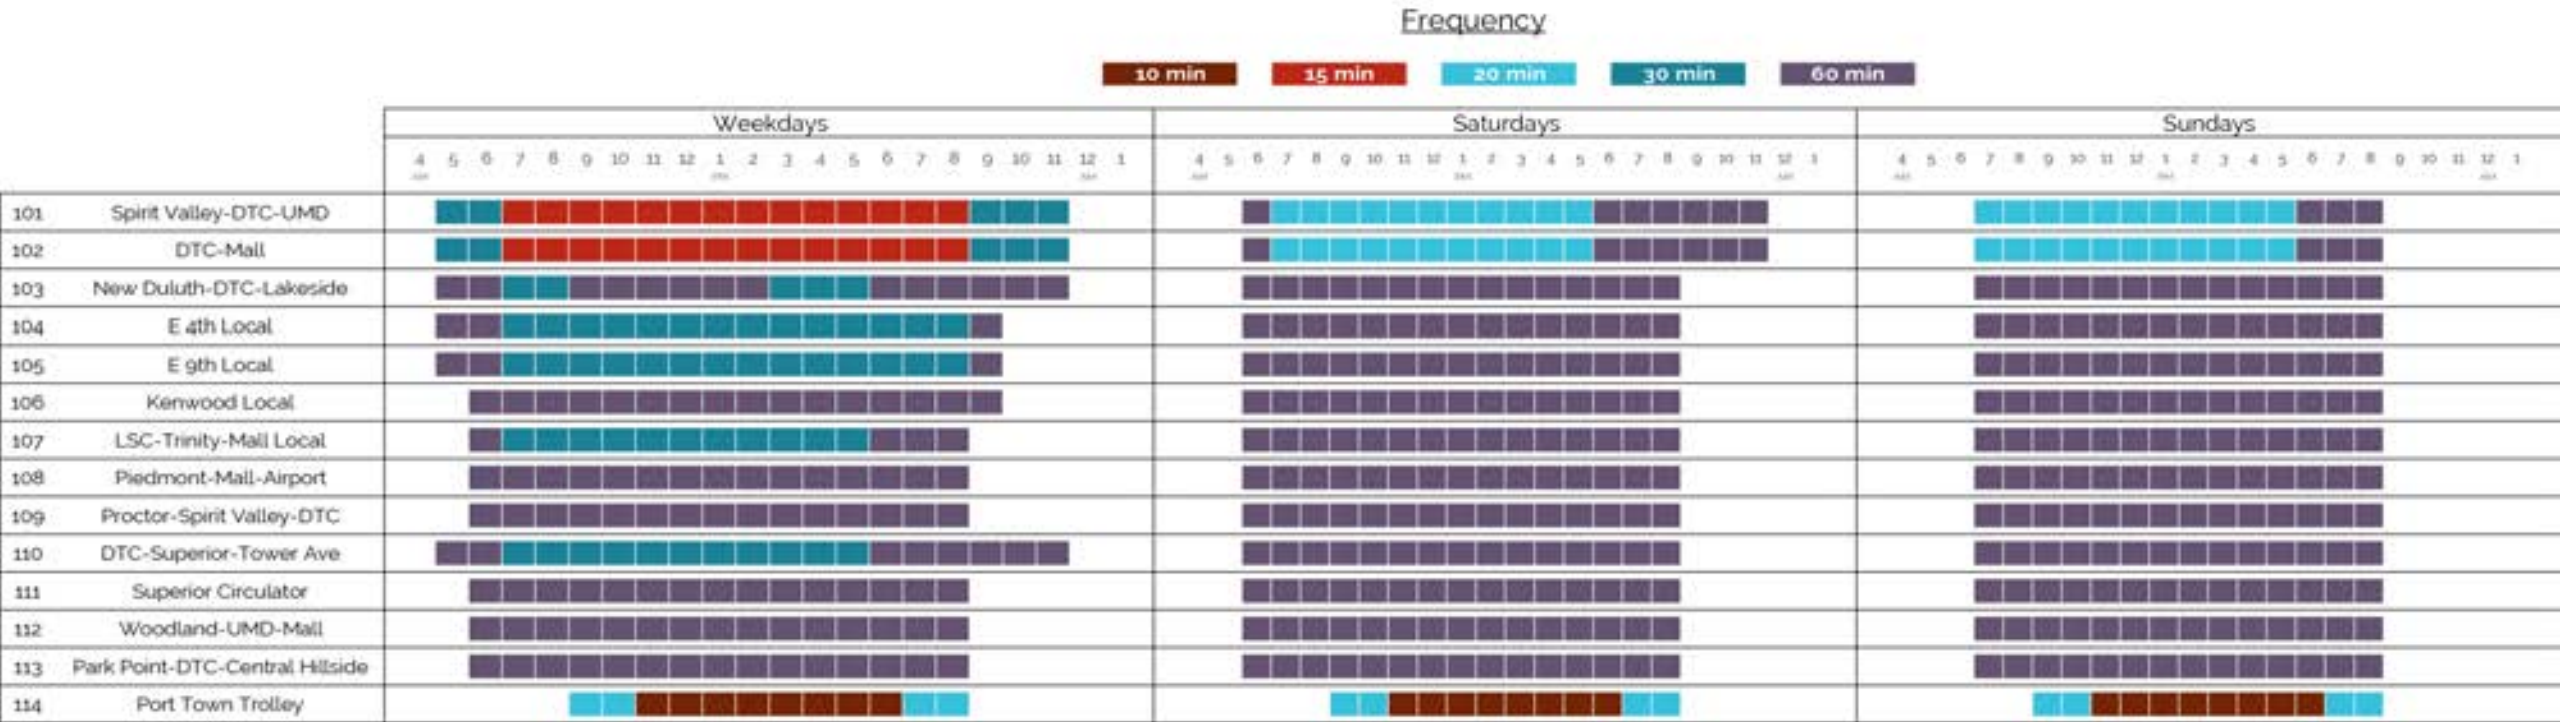 Frequency
10 min 15 min 20 min 30 min 60 min
Weekdays Saturdays Sundays
4 5 6 7 8 9 10 11 12 1 2 3 4 5 6 7 8 9 10 11 12 1 4 5 6 7 8 9 10 11 12 1 2 3 4 5 6 7 8 9 10 11 12 1 4 5 6 7 8 9 10 11 12 1 2 3 4 5 6 7 8 9 10 11 12 1
101 Spirit Valley-DTC-UMD
102 DTC-Mall
103 New Duluth-DTC-Lakeside
104 E 4th Local
105 E 9th Local
106 Kenwood Local
107 LSC-Trinity-Mall Local
108 Piedmont-Mall-Airport
109 Proctor-Spirit Valley-DTC
110 DTC-Superior-Tower Ave
111 Superior Circulator
112 Woodland-UMD-Mall
113 Park Point-DTC-Central Hillside
114 Port Town Trolley